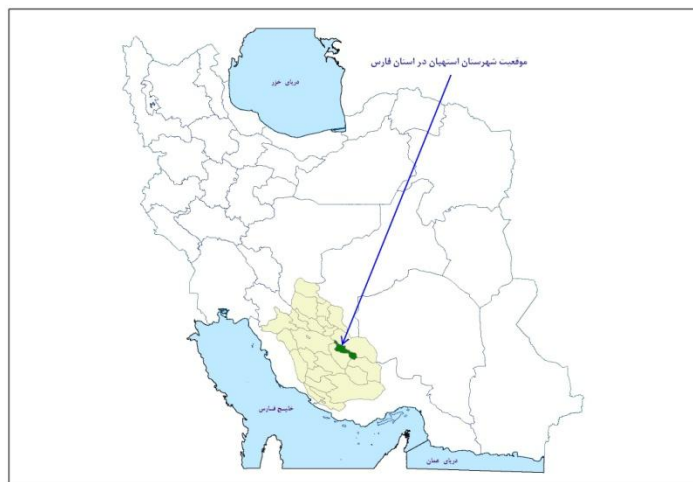 موقعیت شهرستان استهبان در استان فارس
دریای خزر
خلیج فارس
دریای عمان